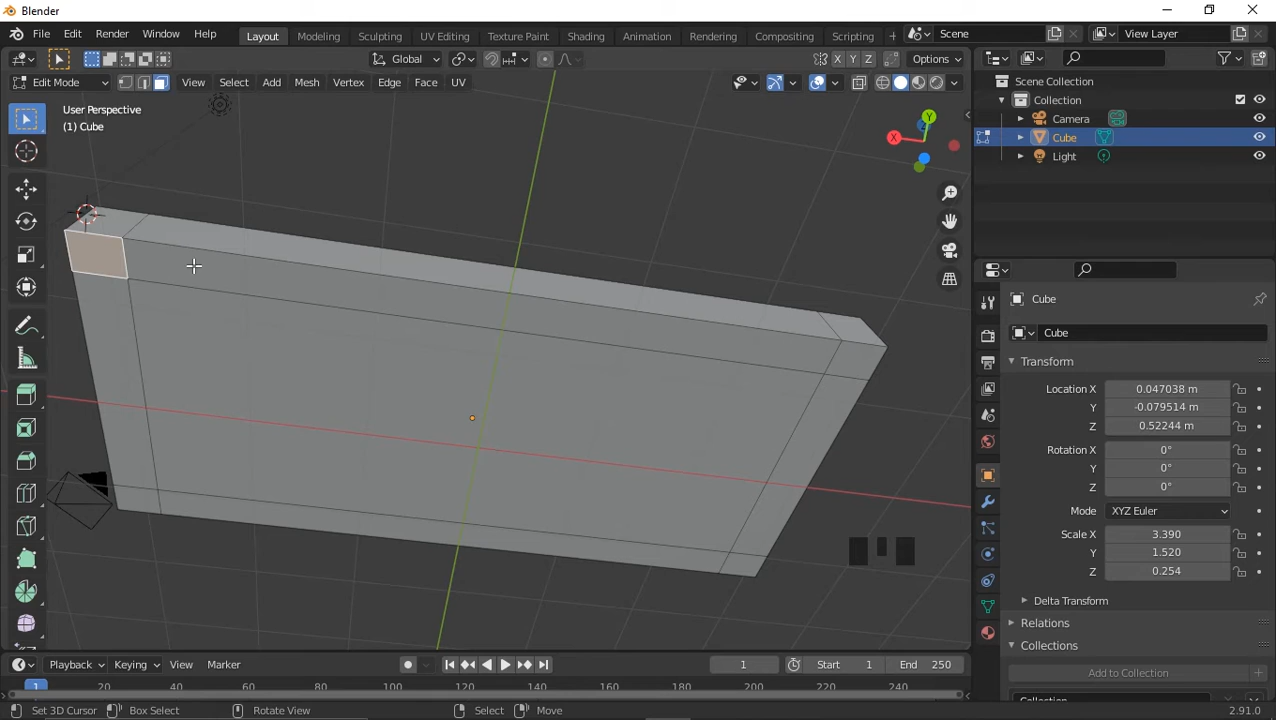 Blender
File Edit Render Window Help
Layout Modeling Sculpting UV Editing Texture Paint Shading Animation Rendering Compositing Scripting +
Scene
View Layer
Global
X Y Z
Options
Edit Mode
View Select Add Mesh Vertex Edge Face UV
User Perspective
(1) Cube
Y
X
Z
Scene Collection
Collection
Camera
Cube
Light
Cube
Cube
Transform
Location X 0.047038 m
Y -0.079514 m
Z 0.52244 m
Rotation X 0°
Y 0°
Z 0°
Mode XYZ Euler
Scale X 3.390
Y 1.520
Z 0.254
Delta Transform
Relations
Collections
Add to Collection
Collection
Playback Keying View Marker
1
Start 1
End 250
1 20 40 60 80 100 120 140 160 180 200 220 240
Set 3D Cursor Box Select Rotate View Select Move
2.91.0